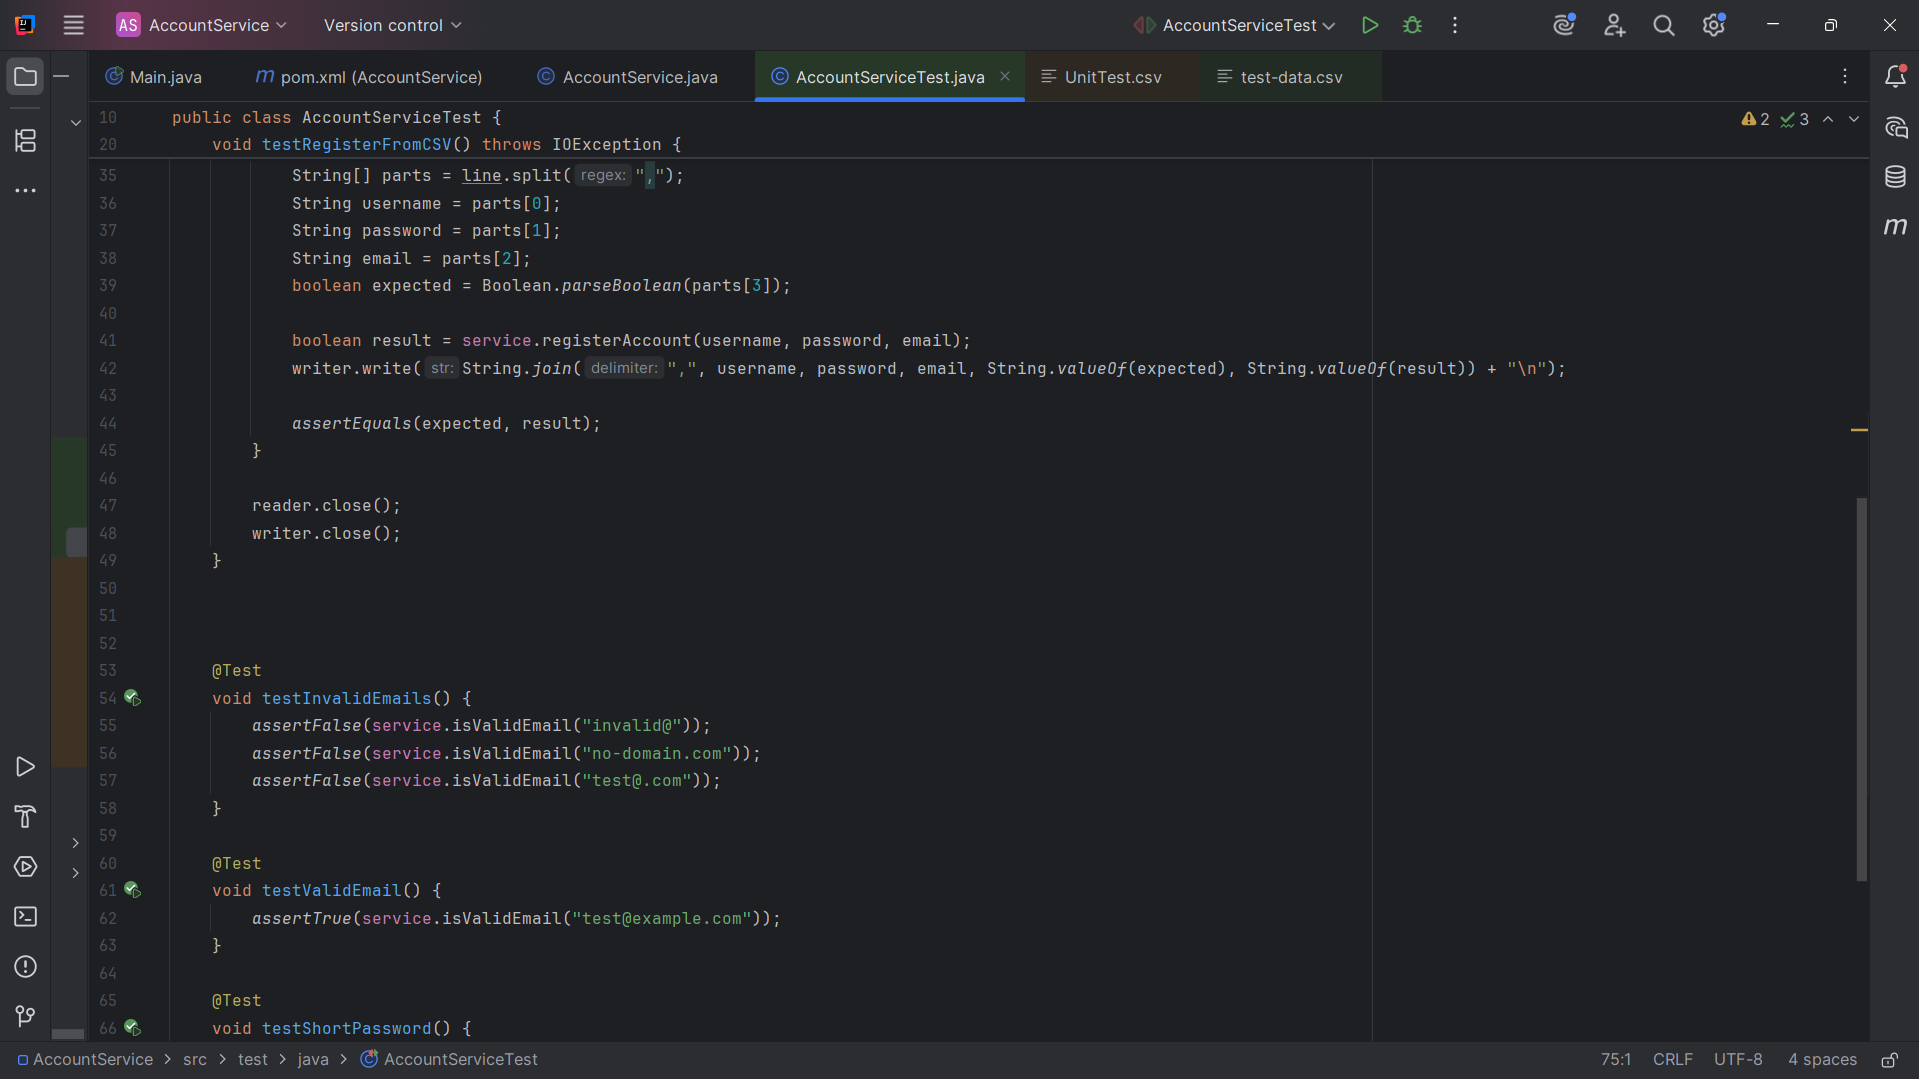 AS AccountService Version control AccountServiceTest
Main.java m pom.xml (AccountService) AccountService.java AccountServiceTest.java UnitTest.csv test-data.csv
10 public class AccountServiceTest { 2 3
20 void testRegisterFromCSV() throws IOException {
35 String[] parts = line.split( regex: ",");
36 String username = parts[0];
37 String password = parts[1];
38 String email = parts[2];
39 boolean expected = Boolean.parseBoolean(parts[3]);
40
41 boolean result = service.registerAccount(username, password, email);
42 writer.write( str: String.join( delimiter: ",", username, password, email, String.valueOf(expected), String.valueOf(result)) + "\n");
43
44 assertEquals(expected, result);
45 }
46
47 reader.close();
48 writer.close();
49 }
50
51
52
53 @Test
54 void testInvalidEmails() {
55 assertFalse(service.isValidEmail("invalid@"));
56 assertFalse(service.isValidEmail("no-domain.com"));
57 assertFalse(service.isValidEmail("test@.com"));
58 }
59
60 @Test
61 void testValidEmail() {
62 assertTrue(service.isValidEmail("test@example.com"));
63 }
64
65 @Test
66 void testShortPassword() {
AccountService > src > test > java > AccountServiceTest 75:1 CRLF UTF-8 4 spaces